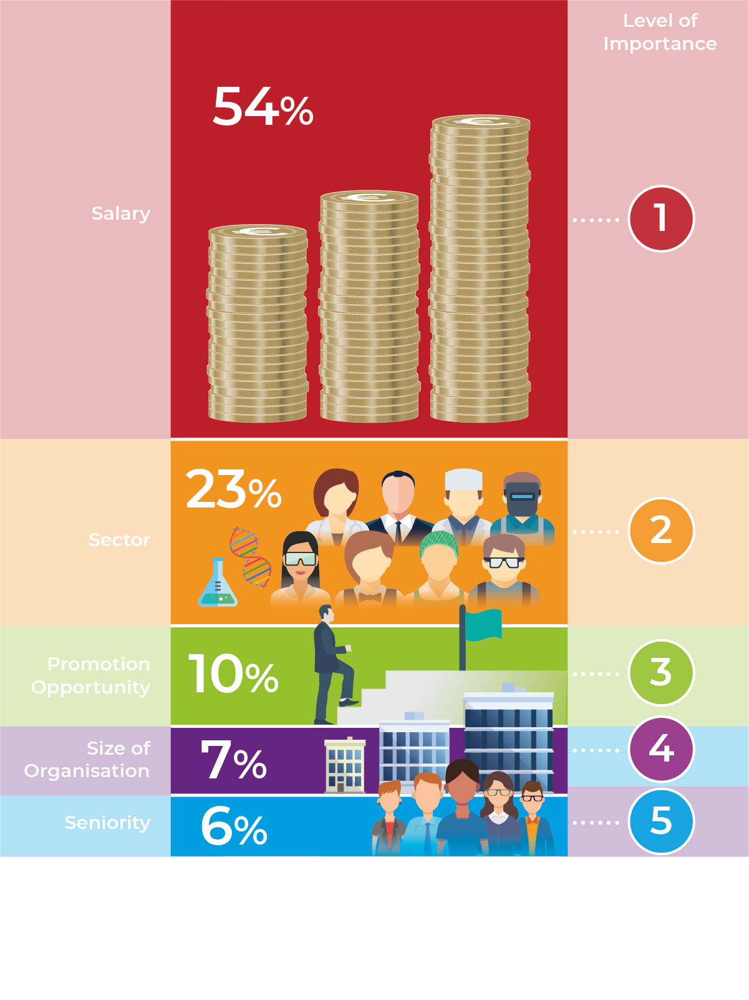 Level of
Importance
54%
Salary
1
23%
Sector
2
Promotion
Opportunity
10%
3
Size of
Organisation
7%
4
Seniority
6%
5